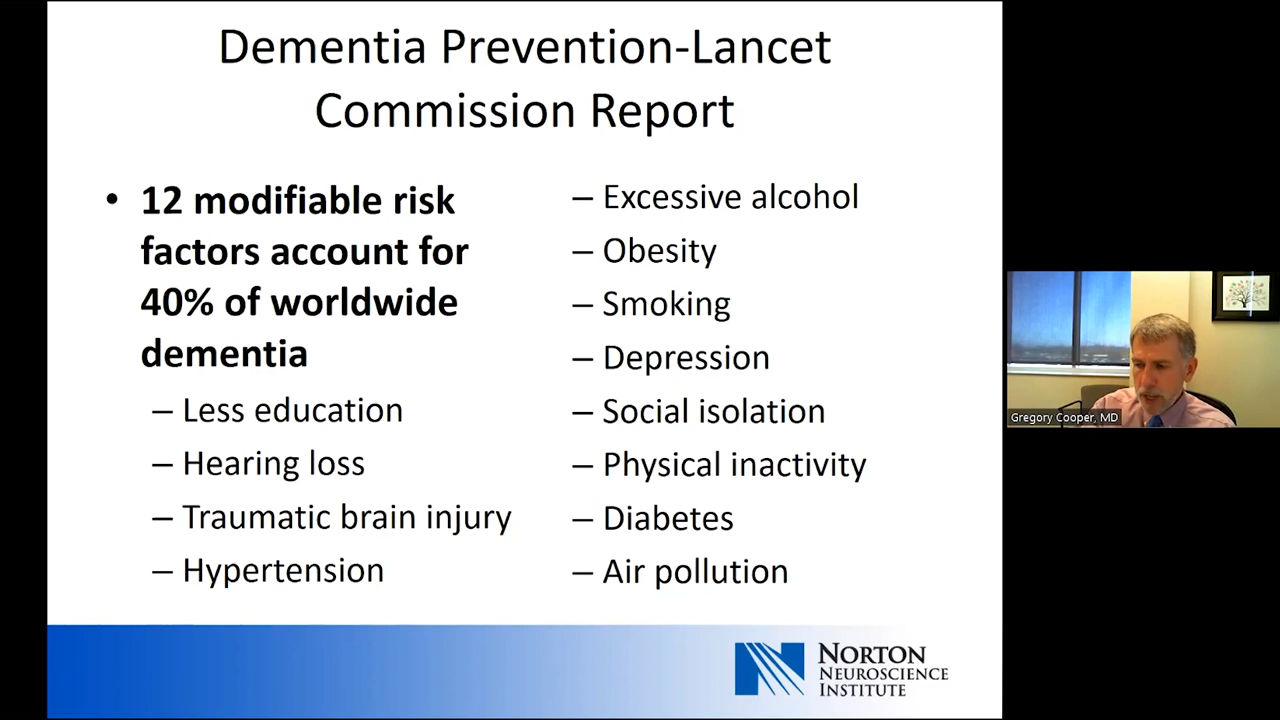 Dementia Prevention-Lancet
Commission Report
• 12 modifiable risk
factors account for
40% of worldwide
dementia
– Less education
– Hearing loss
– Traumatic brain injury
– Hypertension
– Excessive alcohol
– Obesity
– Smoking
– Depression
– Social isolation
– Physical inactivity
– Diabetes
– Air pollution
NORTON
NEUROSCIENCE
INSTITUTE
Gregory Cooper, MD